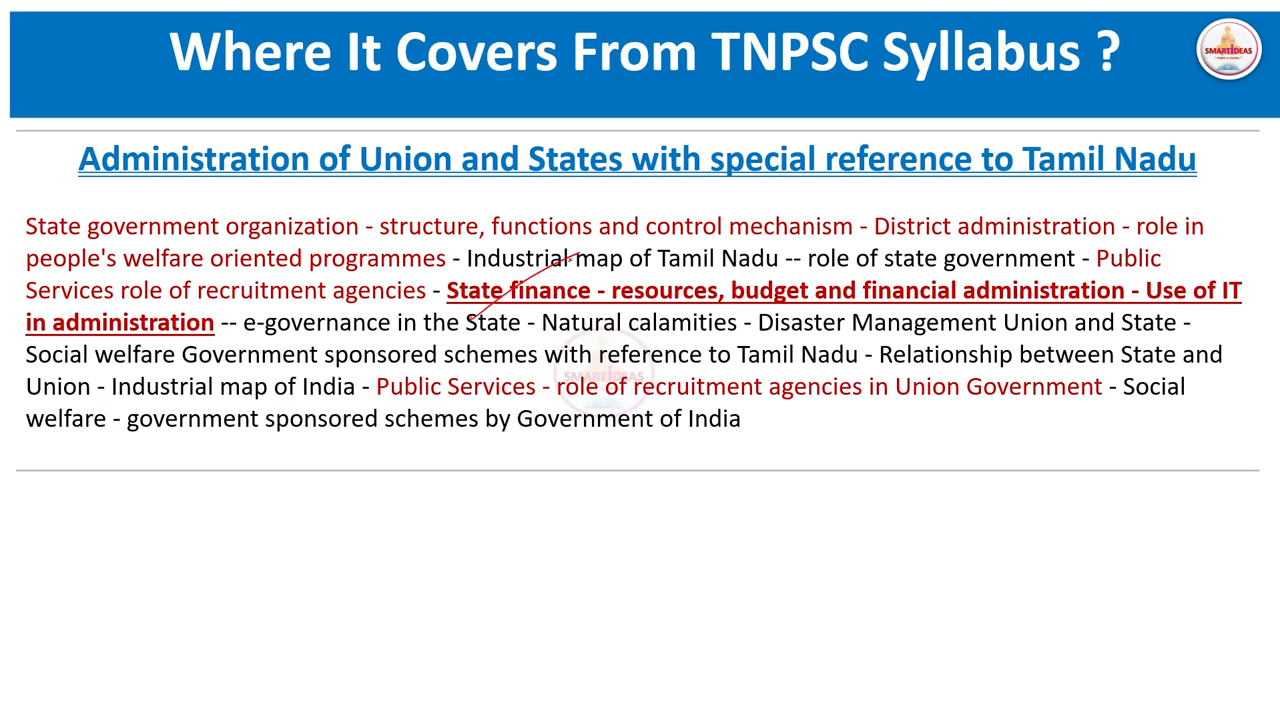 Where It Covers From TNPSC Syllabus ?
SMARTIDEAS
Administration of Union and States with special reference to Tamil Nadu
State government organization - structure, functions and control mechanism - District administration - role in
people's welfare oriented programmes - Industrial map of Tamil Nadu -- role of state government - Public
Services role of recruitment agencies - State finance - resources, budget and financial administration - Use of IT
in administration -- e-governance in the State - Natural calamities - Disaster Management Union and State -
Social welfare Government sponsored schemes with reference to Tamil Nadu - Relationship between State and
Union - Industrial map of India - Public Services - role of recruitment agencies in Union Government - Social
welfare - government sponsored schemes by Government of India
SMARTIDEAS